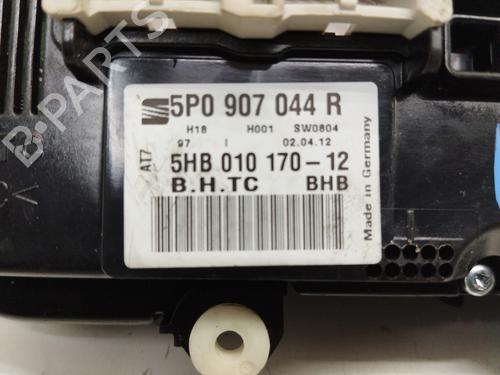 B-PARTS
5P0 907 044 R
H18 H001 SW0804
97 I 02.04.12
AT7
5HB 010 170-12
B.H.TC BHB
Made in Germany